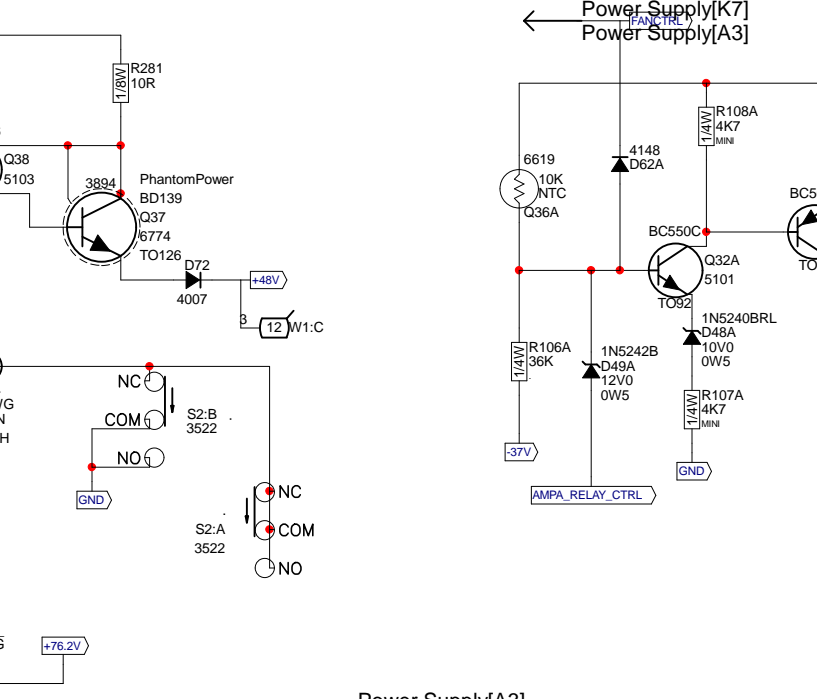 Power Supply[K7]
FANCTRL
Power Supply[A3]
R281
1/8W
10R
Q38
5103
3894
PhantomPower
BD139
Q37
6774
TO126
D72
4007
+48V
3
12
W1:C
NC
COM
NO
S2:B
3522
GND
NC
COM
NO
S2:A
3522
+76.2V
R108A
1/4W
4K7
MINI
4148
D62A
6619
10K
NTC
Q36A
BC550C
Q32A
5101
TO92
BC5
TO
1N5240BRL
D48A
10V0
0W5
R106A
1/4W
36K
1N5242B
D49A
12V0
0W5
R107A
1/4W
4K7
MINI
-37V
GND
AMPA_RELAY_CTRL
Power Supply[A3]